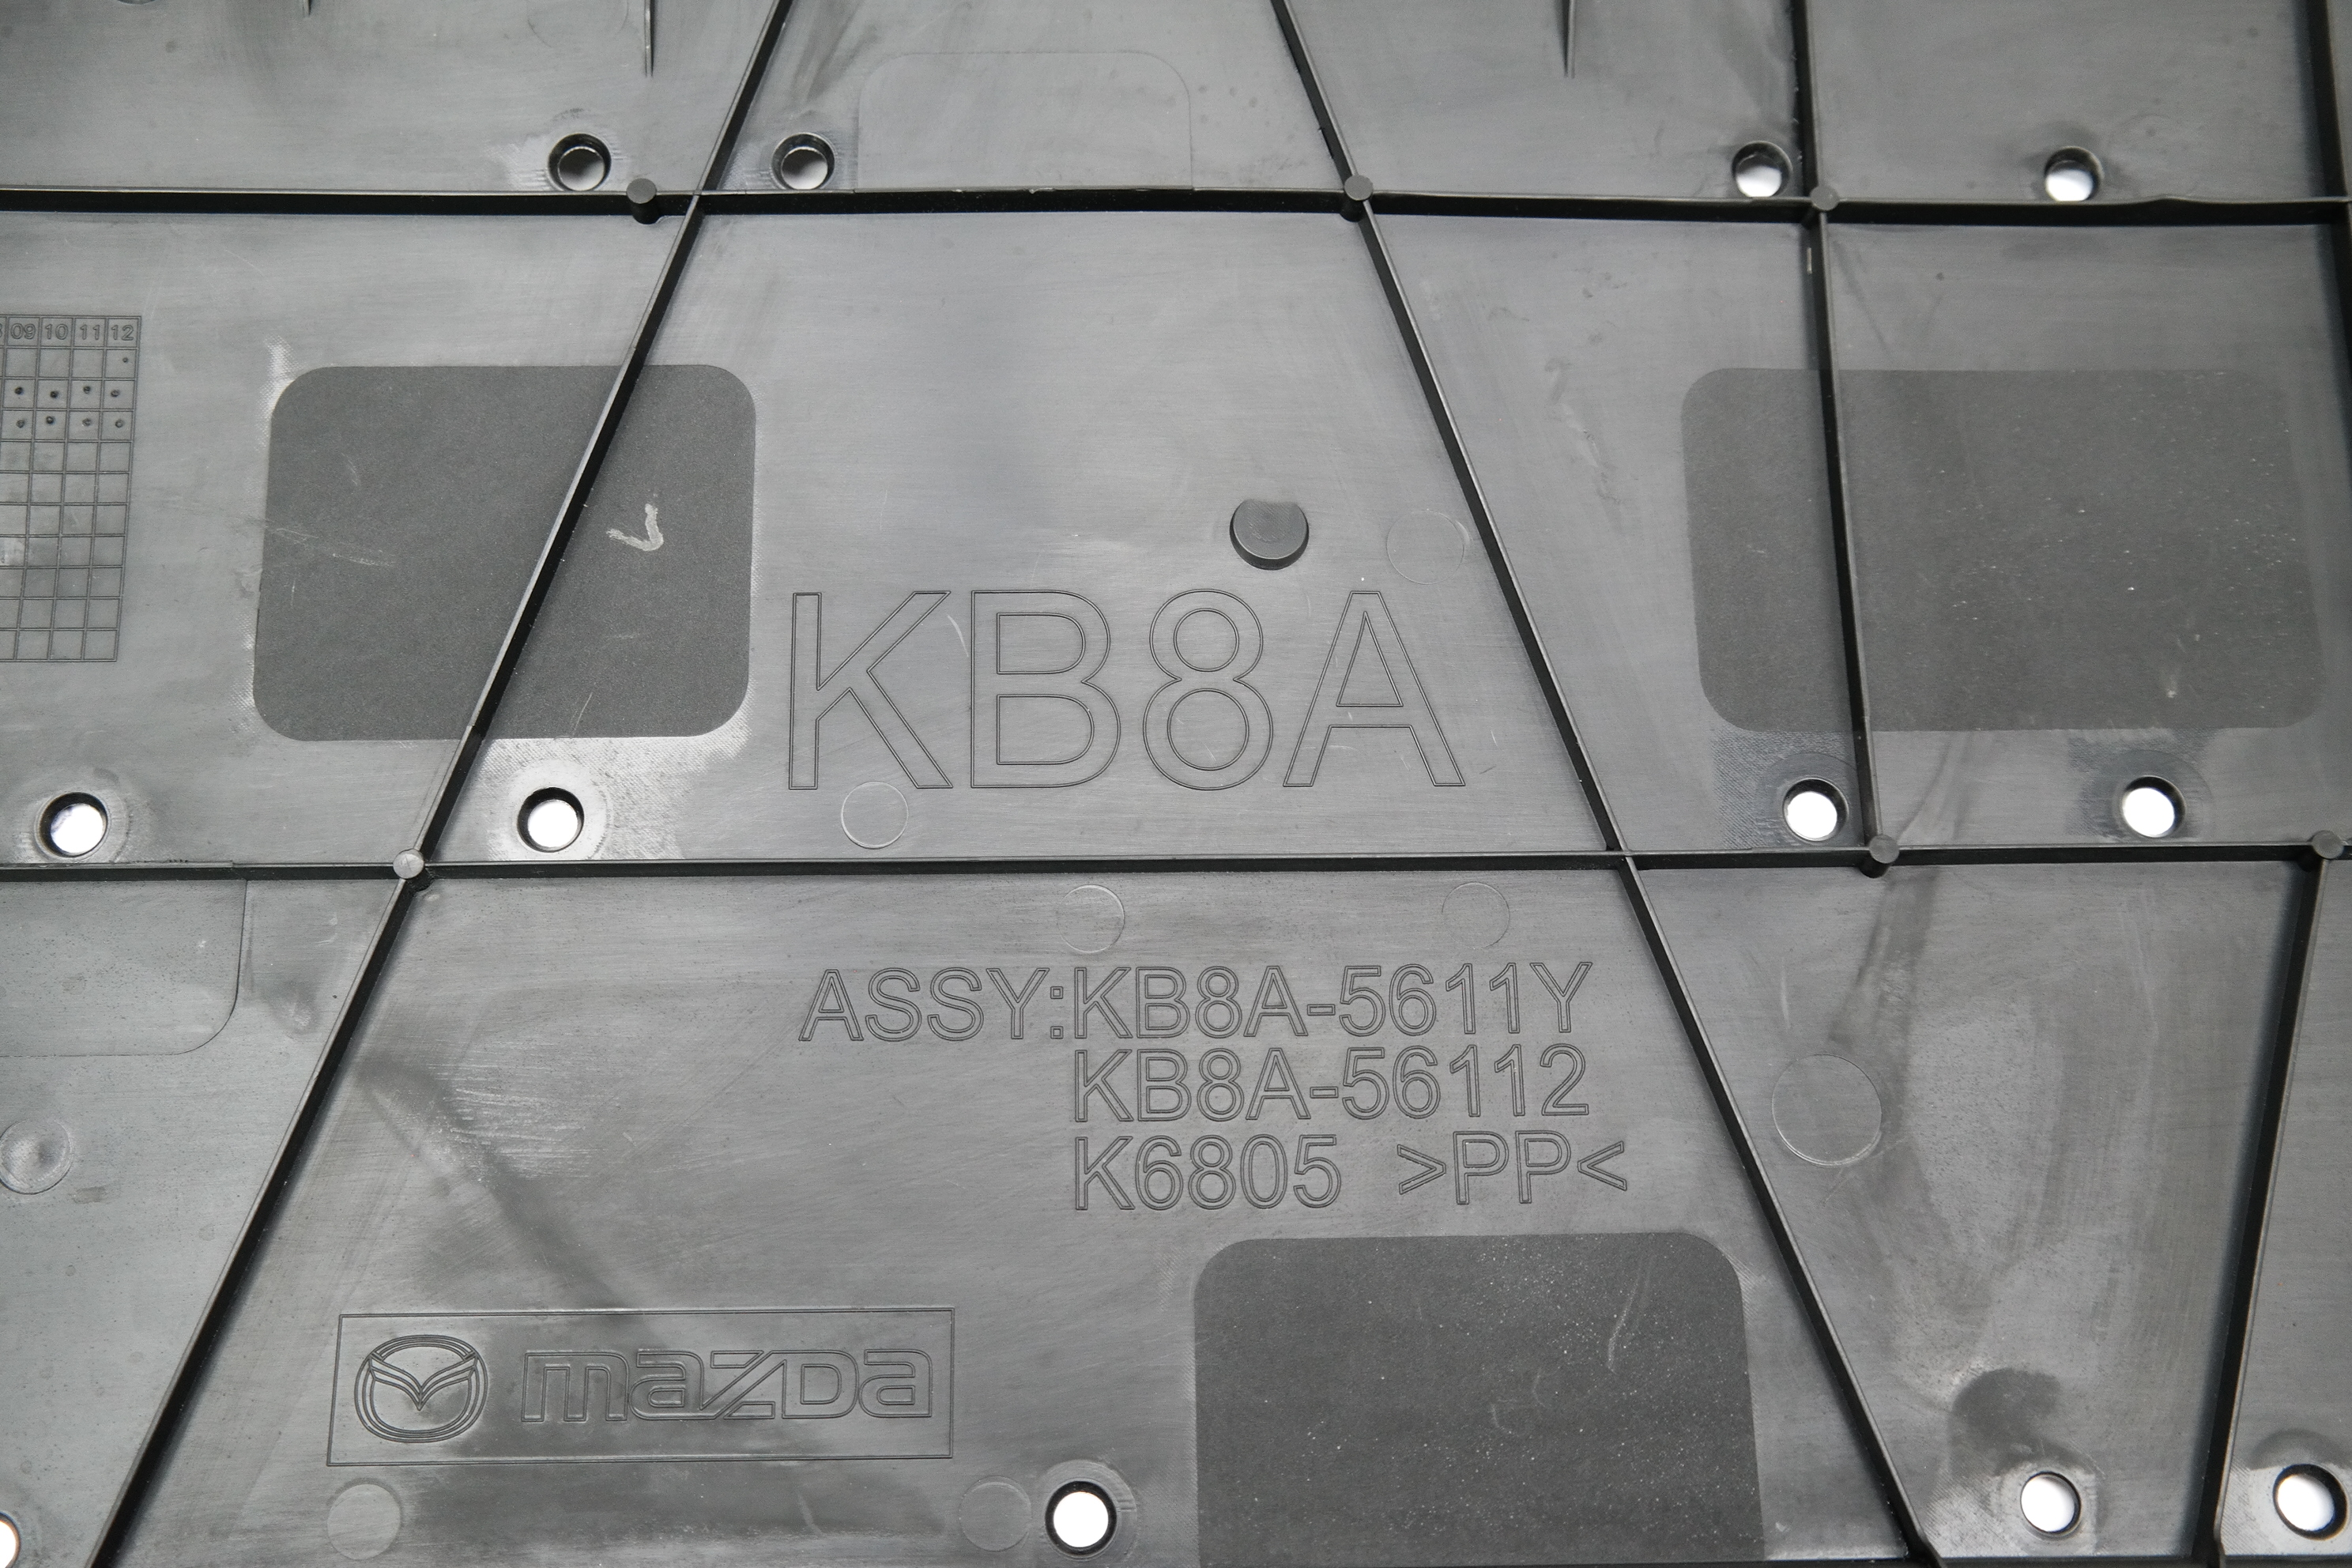 09 10 11 12
KB8A
ASSY:KB8A-5611Y
KB8A-56112
K6805 >PP<
mazda